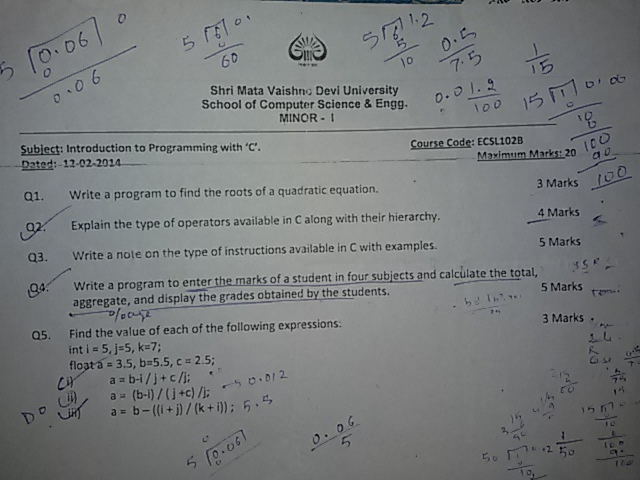 5 0.06 0
0
0.06
5 6 0.
60
5 6 1.2
5
10
0.5
7.5
1
15
0.0 1.2
100
15 1 0.00
0
10
0
100
90
100
Shri Mata Vaishno Devi University
School of Computer Science & Engg.
MINOR - I
Subject: Introduction to Programming with 'C'. Course Code: ECSL102B
Dated:- 12-02-2014 Maximum Marks: 20
Q1. Write a program to find the roots of a quadratic equation. 3 Marks
Q2. Explain the type of operators available in C along with their hierarchy. 4 Marks
Q3. Write a note on the type of instructions available in C with examples. 5 Marks
Q4. Write a program to enter the marks of a student in four subjects and calculate the total,
aggregate, and display the grades obtained by the students. 5 Marks
%age
Q5. Find the value of each of the following expressions: 3 Marks
int i = 5, j=5, k=7;
float a = 3.5, b=5.5, c = 2.5;
i) a = b-i / j + c /j;
ii) a = (b-i) / ( j +c) /j; 0.012
iii) a = b – ((i + j) / (k + i)) ; 5.5
5 0.06
0.06
5
1
50